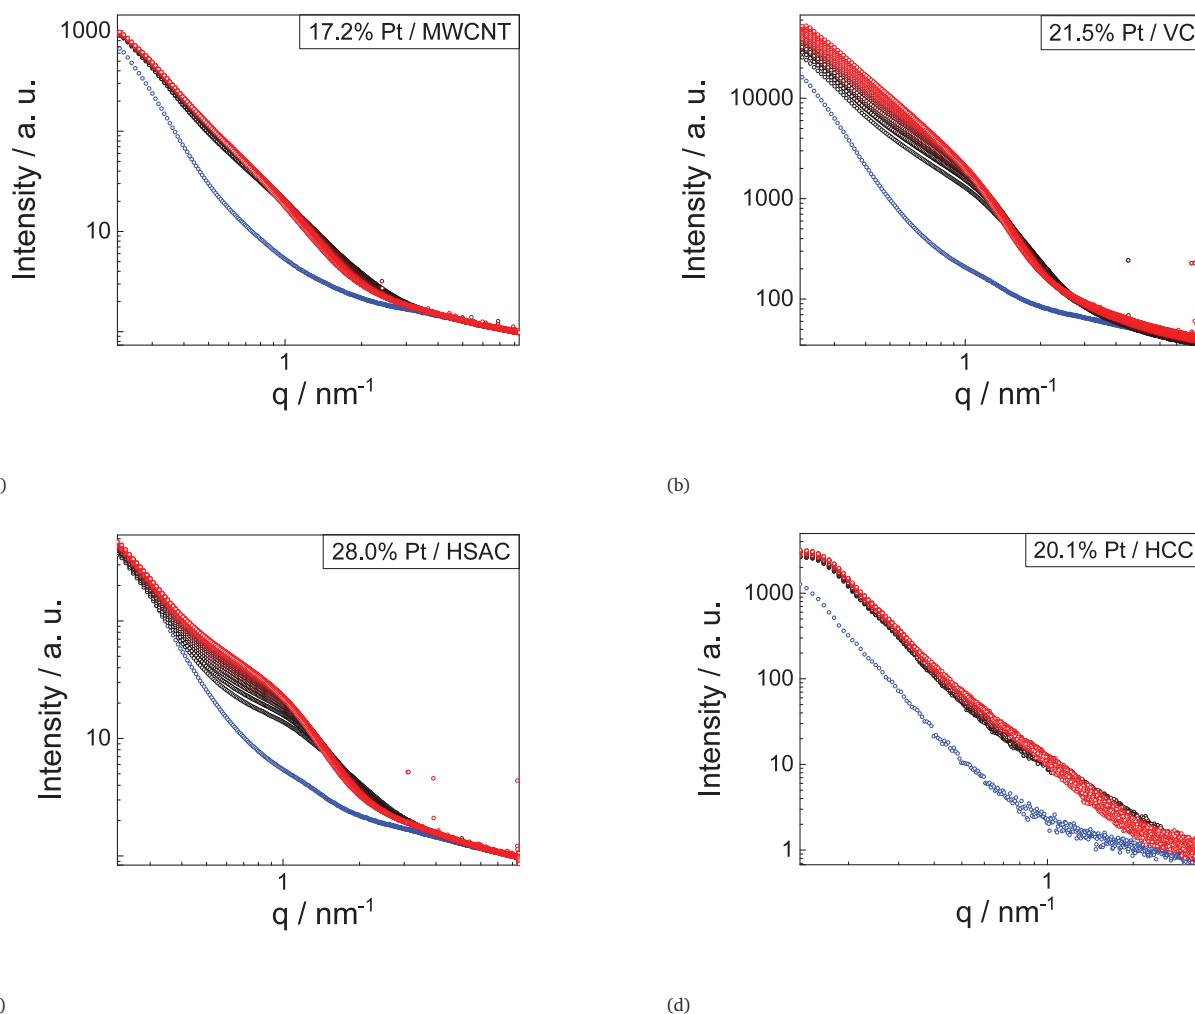 17.2% Pt / MWCNT
1000
10
Intensity / a. u.
1
q / nm-1
)
21.5% Pt / VC
10000
1000
100
Intensity / a. u.
1
q / nm-1
(b)
28.0% Pt / HSAC
10
Intensity / a. u.
1
q / nm-1
)
20.1% Pt / HCC
1000
100
10
1
Intensity / a. u.
1
q / nm-1
(d)